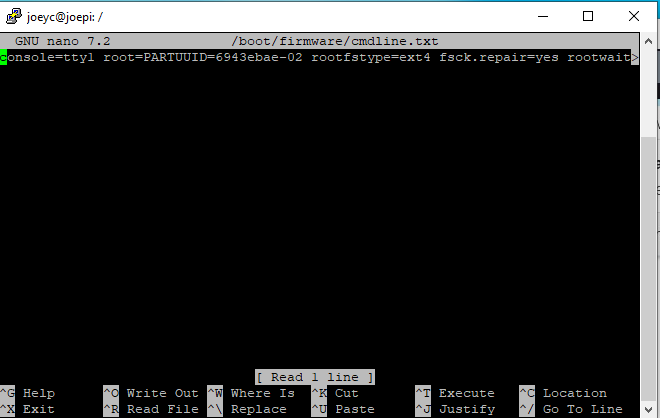 joeyc@joepi: /
GNU nano 7.2 /boot/firmware/cmdline.txt
console=tty1 root=PARTUUID=6943ebae-02 rootfstype=ext4 fsck.repair=yes rootwait>
[ Read 1 line ]
^G Help ^O Write Out ^W Where Is ^K Cut ^T Execute ^C Location
^X Exit ^R Read File ^\ Replace ^U Paste ^J Justify ^/ Go To Line